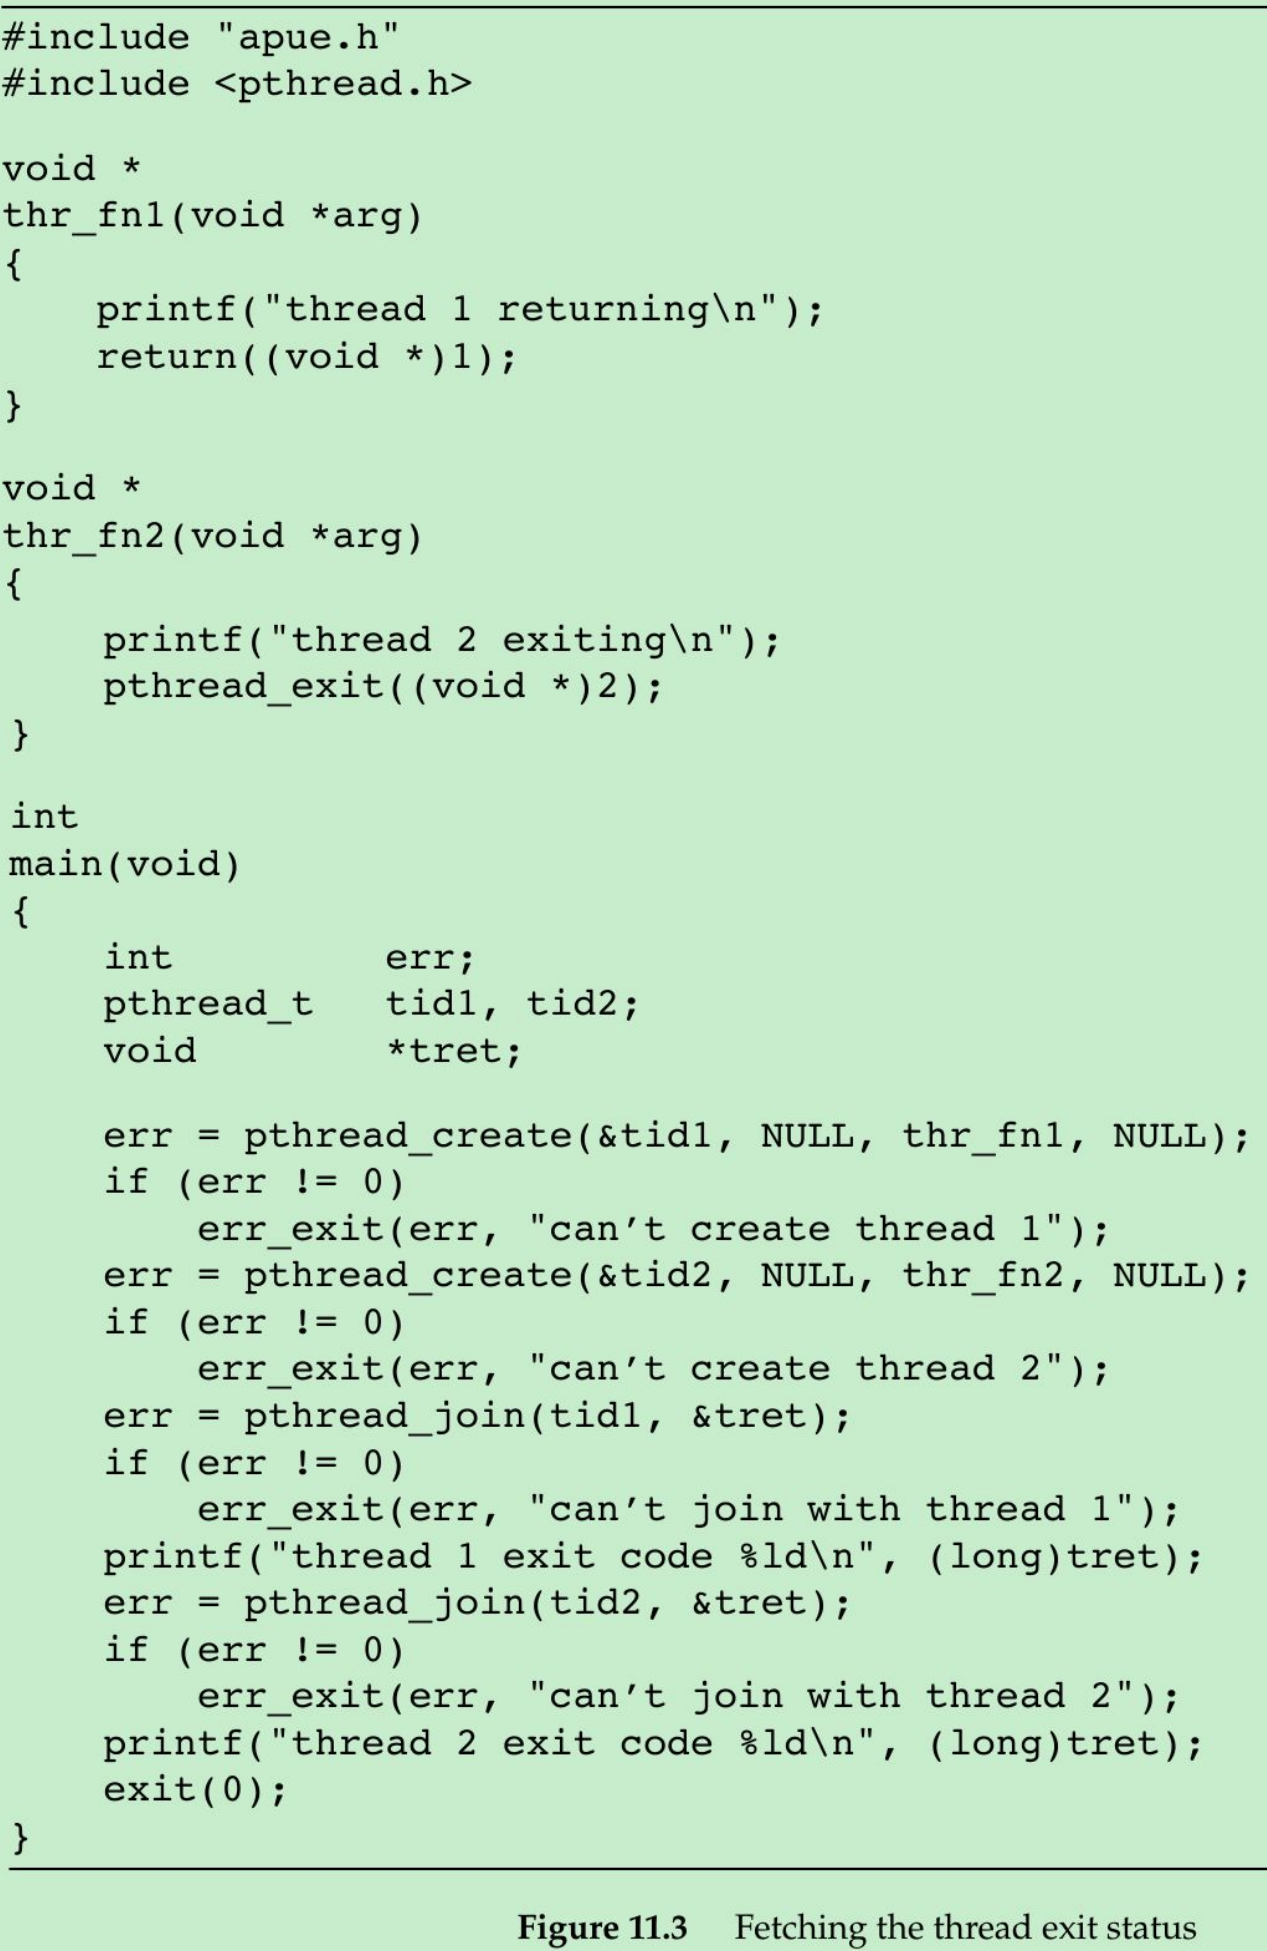 #include "apue.h"
#include <pthread.h>

void *
thr_fn1(void *arg)
{
    printf("thread 1 returning\n");
    return((void *)1);
}

void *
thr_fn2(void *arg)
{
    printf("thread 2 exiting\n");
    pthread_exit((void *)2);
}

int
main(void)
{
    int         err;
    pthread_t   tid1, tid2;
    void        *tret;

    err = pthread_create(&tid1, NULL, thr_fn1, NULL);
    if (err != 0)
        err_exit(err, "can’t create thread 1");
    err = pthread_create(&tid2, NULL, thr_fn2, NULL);
    if (err != 0)
        err_exit(err, "can’t create thread 2");
    err = pthread_join(tid1, &tret);
    if (err != 0)
        err_exit(err, "can’t join with thread 1");
    printf("thread 1 exit code %ld\n", (long)tret);
    err = pthread_join(tid2, &tret);
    if (err != 0)
        err_exit(err, "can’t join with thread 2");
    printf("thread 2 exit code %ld\n", (long)tret);
    exit(0);
}
Figure 11.3 Fetching the thread exit status